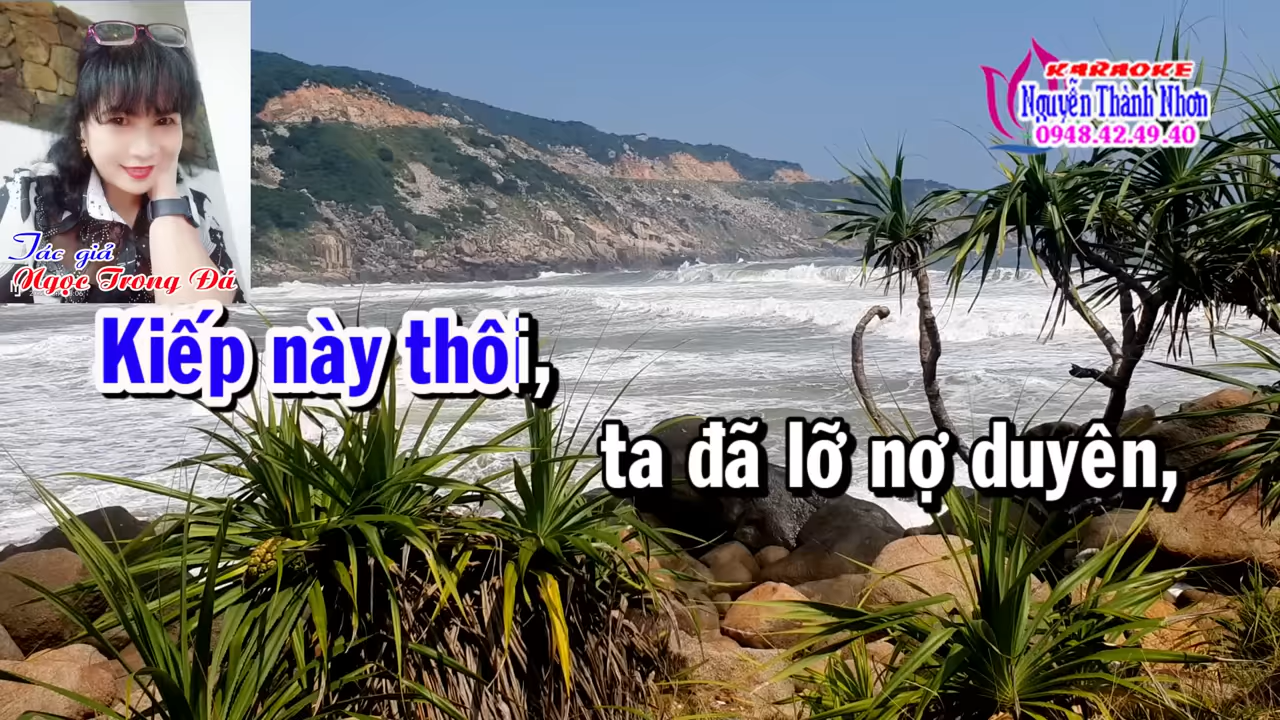 KARAOKE
Nguyễn Thành Nhơn
0948.42.49.40
Tác giả
Ngọc Trong Đá
Kiếp này thôi,
ta đã lỡ nợ duyên,